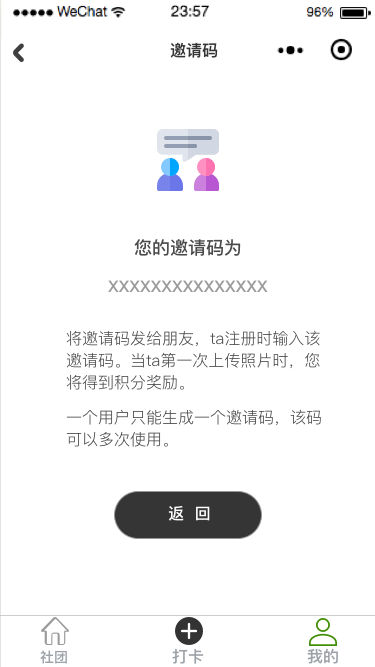 WeChat 23:57 96%
邀请码
您的邀请码为
XXXXXXXXXXXXXXX
将邀请码发给朋友，ta注册时输入该
邀请码。当ta第一次上传照片时，您
将得到积分奖励。
一个用户只能生成一个邀请码，该码
可以多次使用。
返 回
社团 打卡 我的